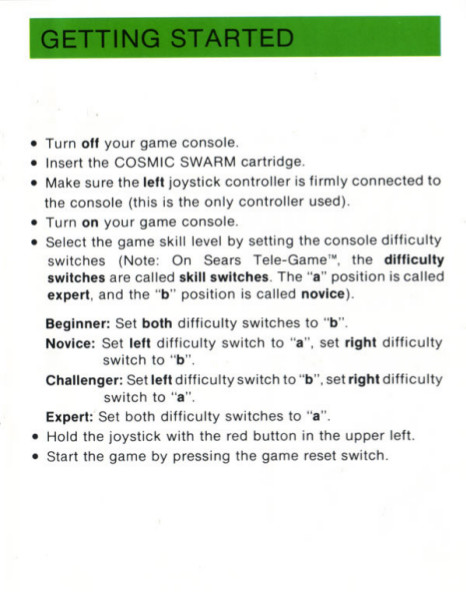 GETTING STARTED
• Turn off your game console.
• Insert the COSMIC SWARM cartridge.
• Make sure the left joystick controller is firmly connected to
the console (this is the only controller used).
• Turn on your game console.
• Select the game skill level by setting the console difficulty
switches (Note: On Sears Tele-Game™, the difficulty
switches are called skill switches. The "a" position is called
expert, and the "b" position is called novice).
Beginner: Set both difficulty switches to "b".
Novice: Set left difficulty switch to "a", set right difficulty
switch to "b".
Challenger: Set left difficulty switch to "b", set right difficulty
switch to "a".
Expert: Set both difficulty switches to "a".
• Hold the joystick with the red button in the upper left.
• Start the game by pressing the game reset switch.